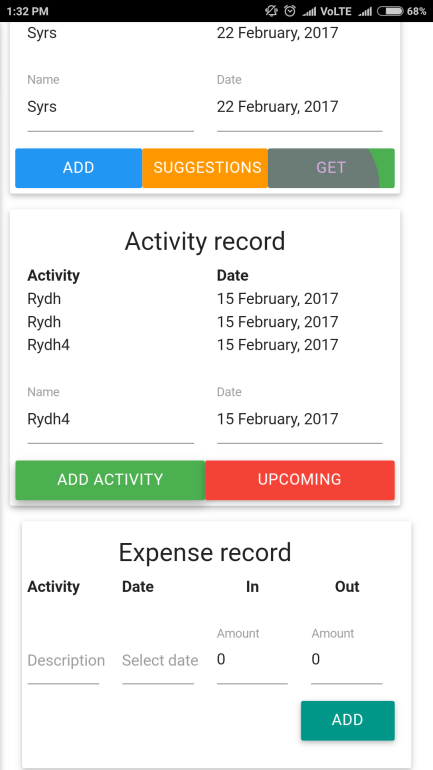 1:32 PM VoLTE 68%
Syrs 22 February, 2017
Name Date
Syrs 22 February, 2017
ADD SUGGESTIONS GET
Activity record
Activity Date
Rydh 15 February, 2017
Rydh 15 February, 2017
Rydh4 15 February, 2017
Name Date
Rydh4 15 February, 2017
ADD ACTIVITY UPCOMING
Expense record
Activity Date In Out
Amount Amount
Description Select date 0 0
ADD